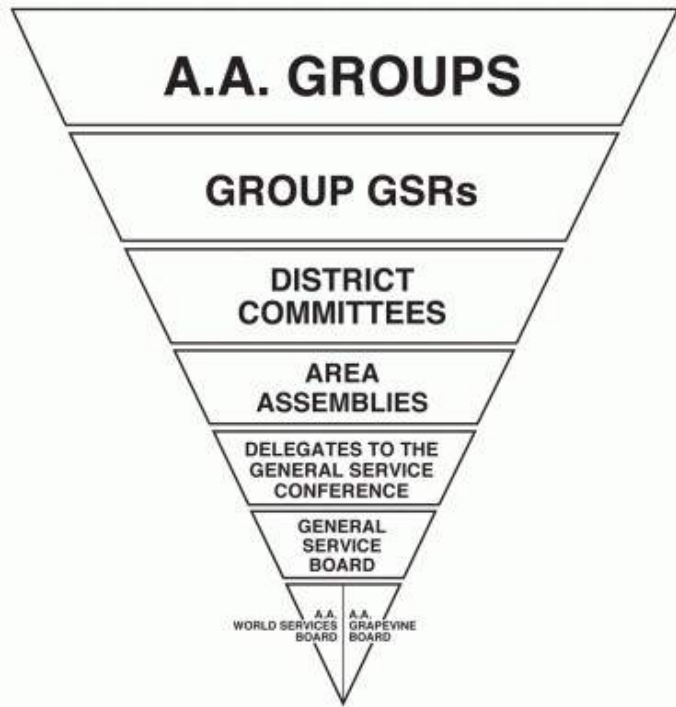 A.A. GROUPS
GROUP GSRs
DISTRICT
COMMITTEES
AREA
ASSEMBLIES
DELEGATES TO THE
GENERAL SERVICE
CONFERENCE
GENERAL
SERVICE
BOARD
A.A.
WORLD SERVICES
BOARD
A.A.
GRAPEVINE
BOARD